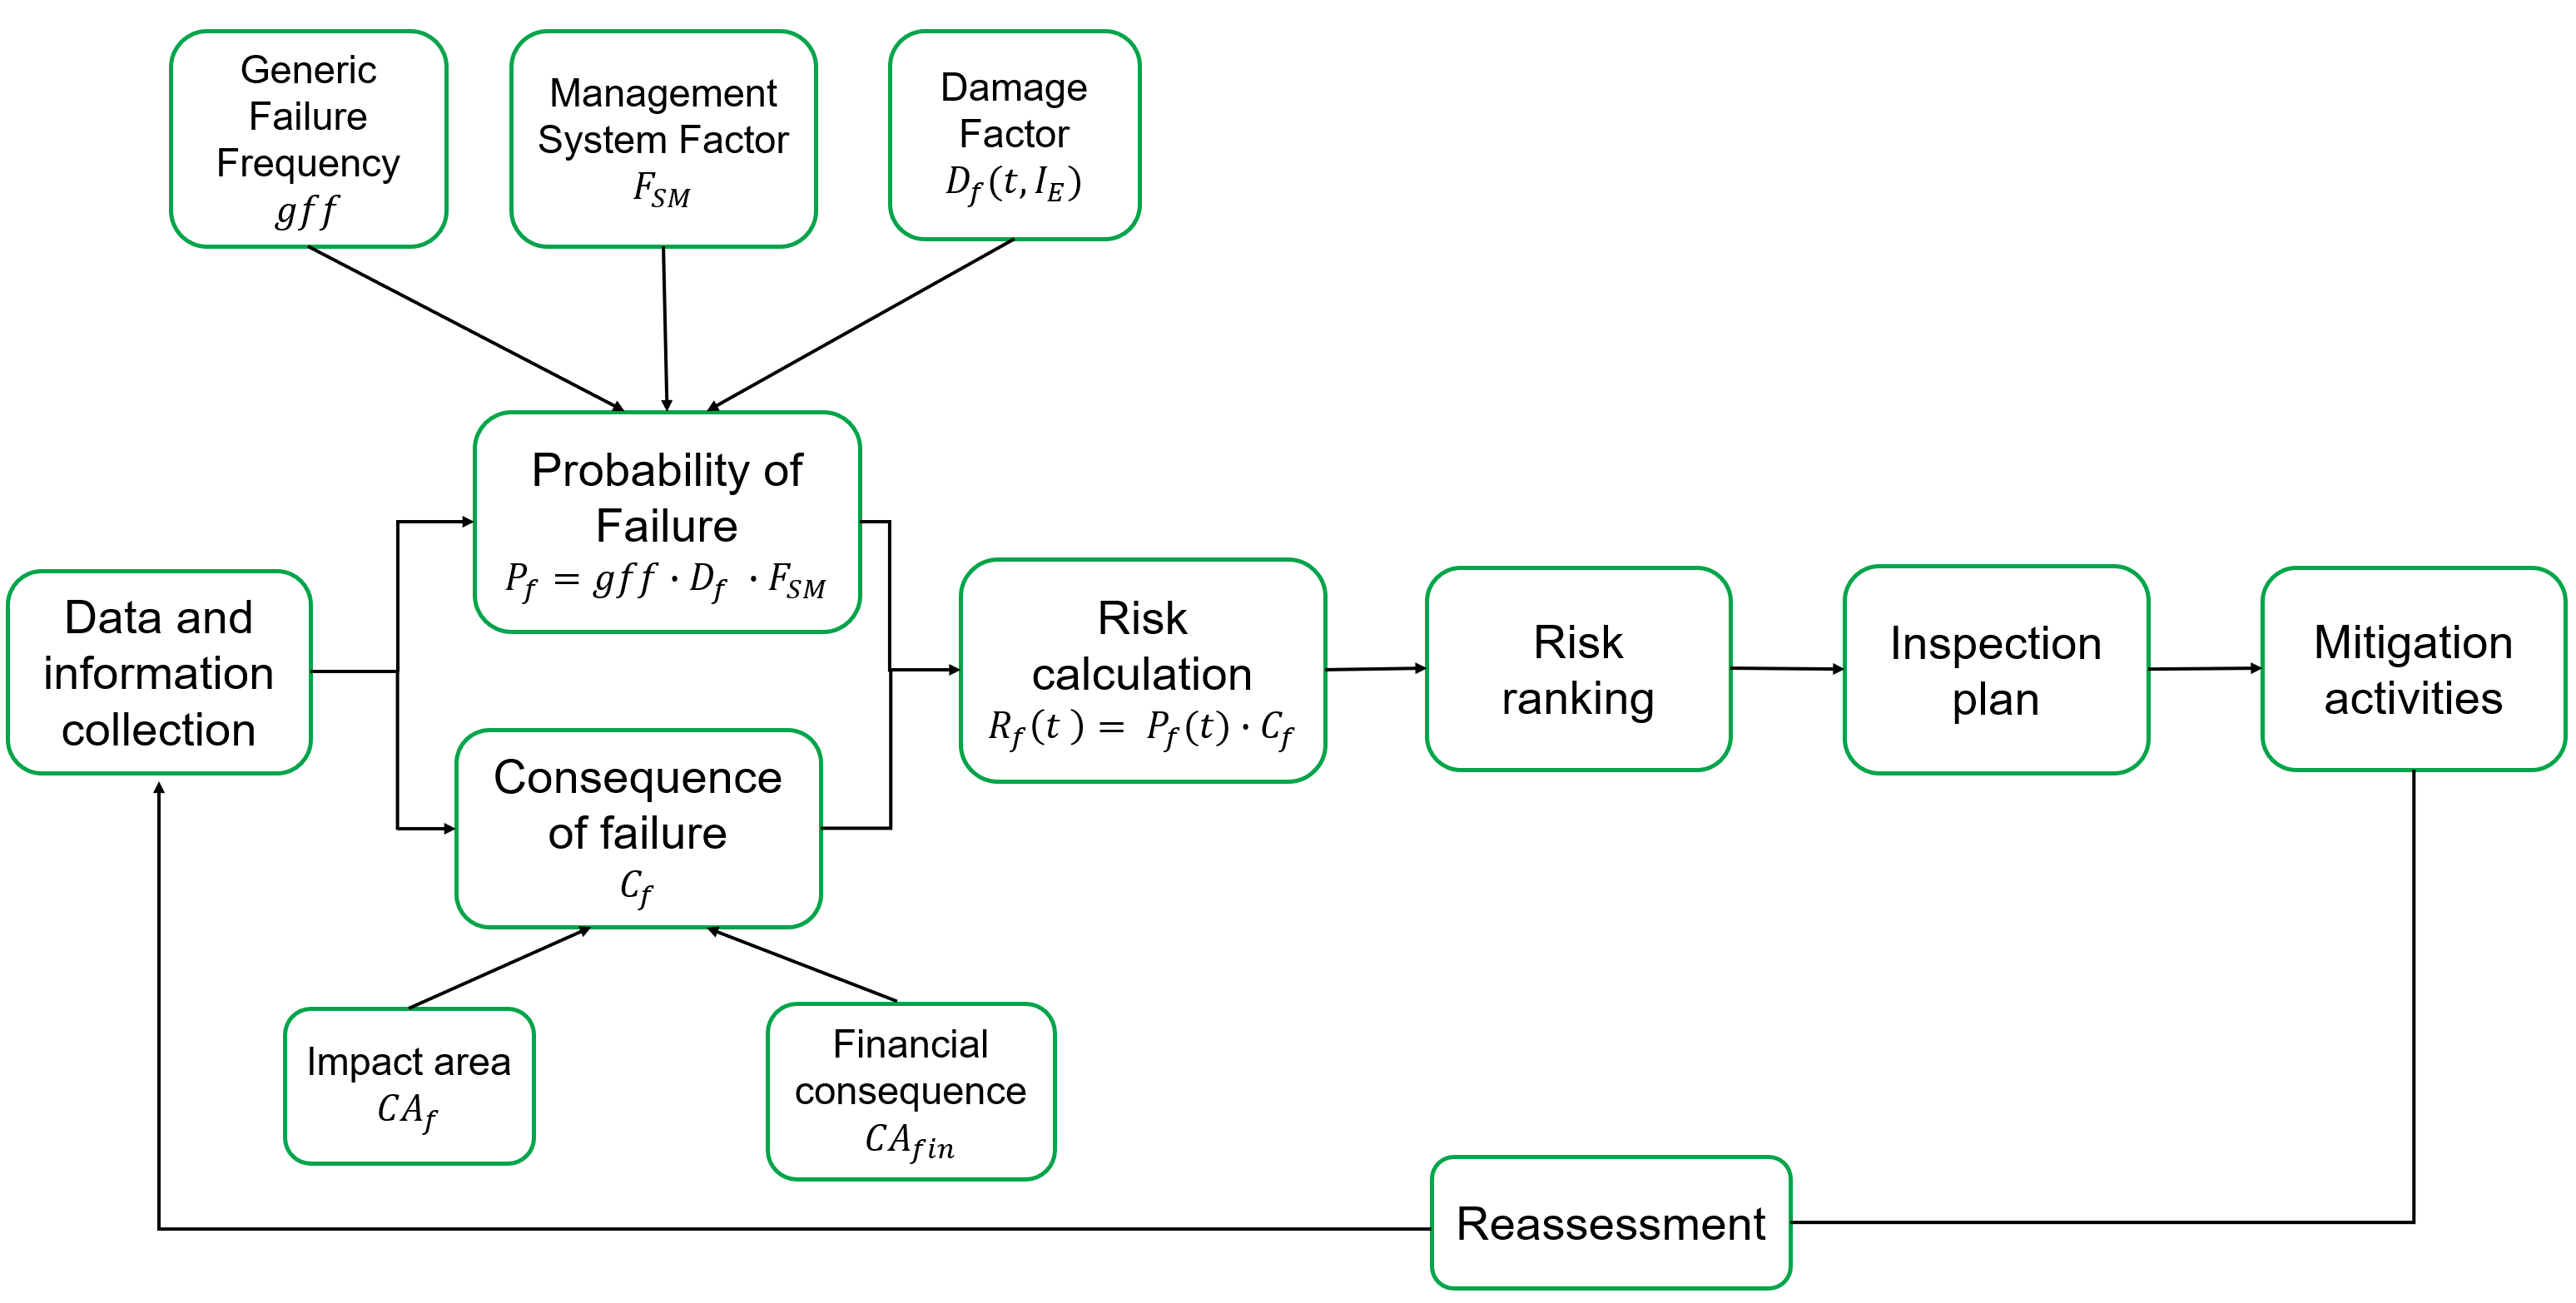 Generic
Failure
Frequency
gff
Management
System Factor
F_SM
Damage
Factor
D_f(t, I_E)
Probability of
Failure
P_f = gff · D_f · F_SM
Data and
information
collection
Consequence
of failure
C_f
Impact area
CA_f
Financial
consequence
CA_fin
Risk
calculation
R_f(t ) = P_f(t) · C_f
Risk
ranking
Inspection
plan
Mitigation
activities
Reassessment